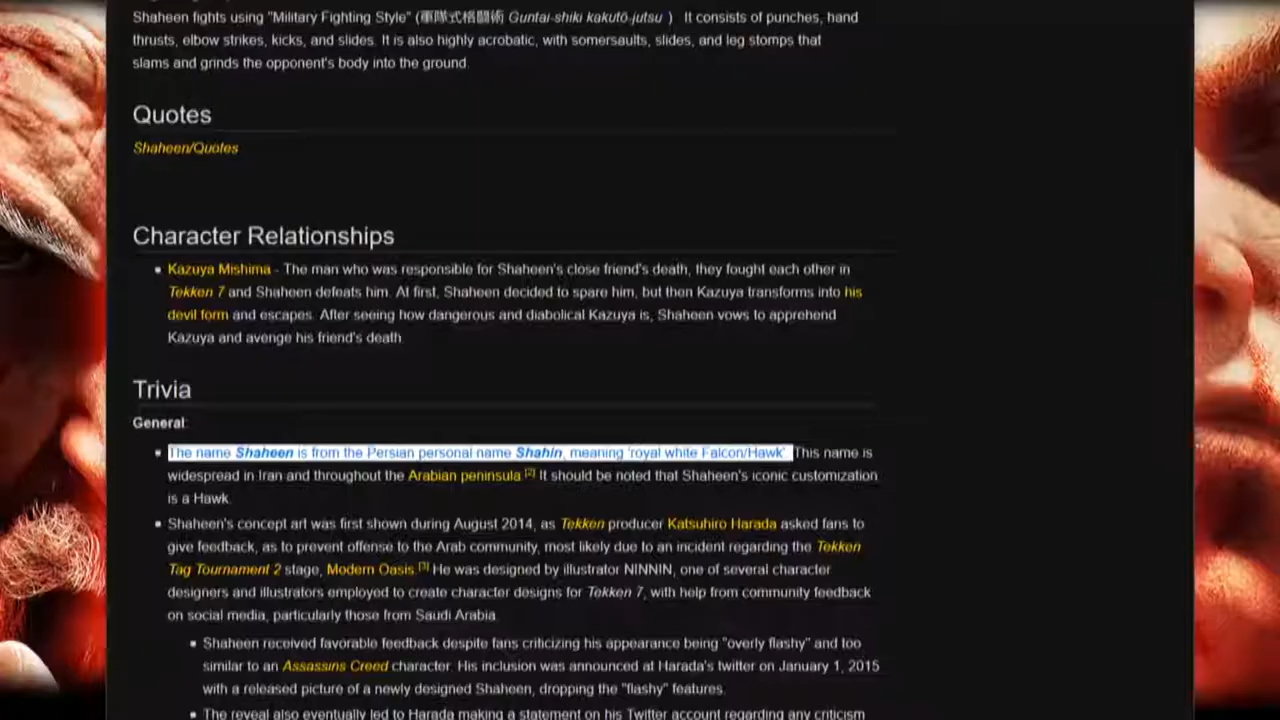 Shaheen fights using "Military Fighting Style" (軍隊式格闘術 Guntai-shiki kakutō-jutsu ) It consists of punches, hand
thrusts, elbow strikes, kicks, and slides. It is also highly acrobatic, with somersaults, slides, and leg stomps that
slams and grinds the opponent's body into the ground.
Quotes
Shaheen/Quotes
Character Relationships
▪ Kazuya Mishima - The man who was responsible for Shaheen's close friend's death, they fought each other in
Tekken 7 and Shaheen defeats him. At first, Shaheen decided to spare him, but then Kazuya transforms into his
devil form and escapes. After seeing how dangerous and diabolical Kazuya is, Shaheen vows to apprehend
Kazuya and avenge his friend's death.
Trivia
General:
▪ The name Shaheen is from the Persian personal name Shahin, meaning 'royal white Falcon/Hawk'. This name is
widespread in Iran and throughout the Arabian peninsula.[2] It should be noted that Shaheen's iconic customization
is a Hawk.
▪ Shaheen's concept art was first shown during August 2014, as Tekken producer Katsuhiro Harada asked fans to
give feedback, as to prevent offense to the Arab community, most likely due to an incident regarding the Tekken
Tag Tournament 2 stage, Modern Oasis.[3] He was designed by illustrator NINNIN, one of several character
designers and illustrators employed to create character designs for Tekken 7, with help from community feedback
on social media, particularly those from Saudi Arabia.
▪ Shaheen received favorable feedback despite fans criticizing his appearance being "overly flashy" and too
similar to an Assassins Creed character. His inclusion was announced at Harada's twitter on January 1, 2015
with a released picture of a newly designed Shaheen, dropping the "flashy" features.
▪ The reveal also eventually led to Harada making a statement on his Twitter account regarding any criticism